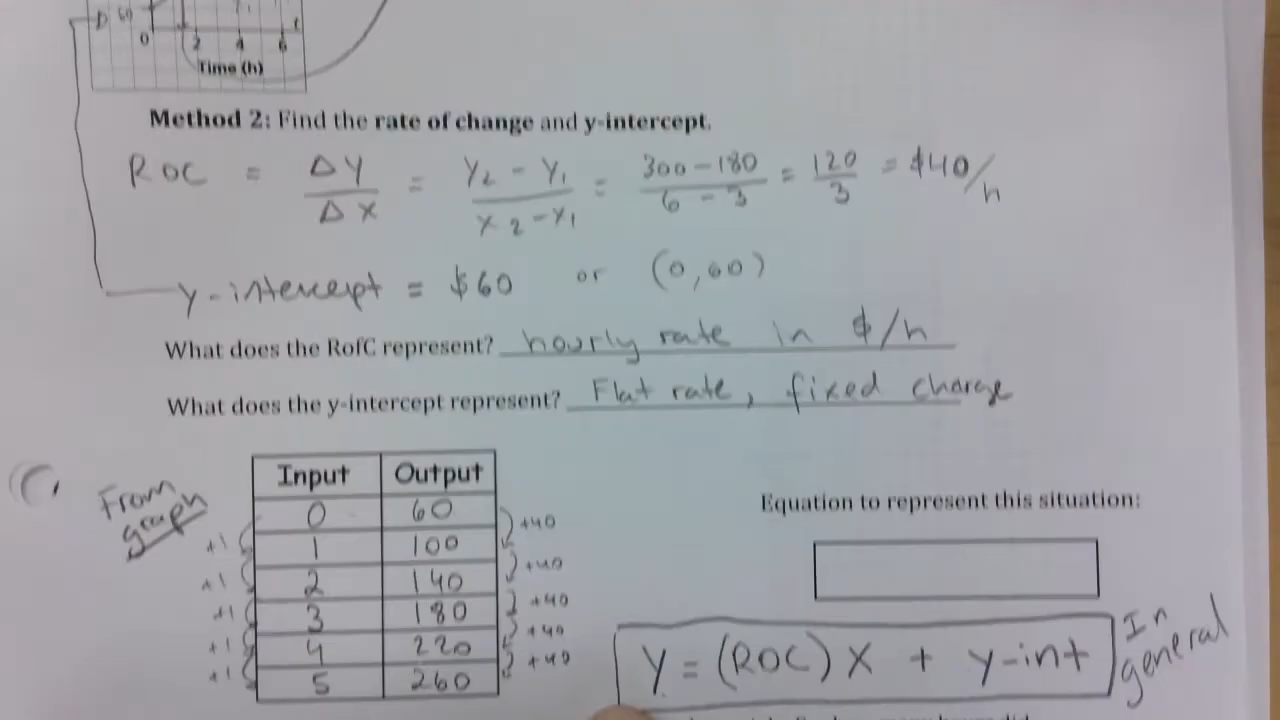 60
0 2 4 6 t
Time (h)
Method 2: Find the rate of change and y-intercept.
ROC = ΔY/ΔX = (Y₂ - Y₁)/(X₂ - X₁) = (300 - 180)/(6 - 3) = 120/3 = $40/h
y-intercept = $60 or (0,60)
What does the RofC represent? hourly rate in $/h
What does the y-intercept represent? Flat rate, fixed charge
C.
From graph
Input Output
0 60
1 100
2 140
3 180
4 220
5 260
+1
+1
+1
+1
+1
+40
+40
+40
+40
+40
Equation to represent this situation:
Y = (ROC) X + y-int
In general